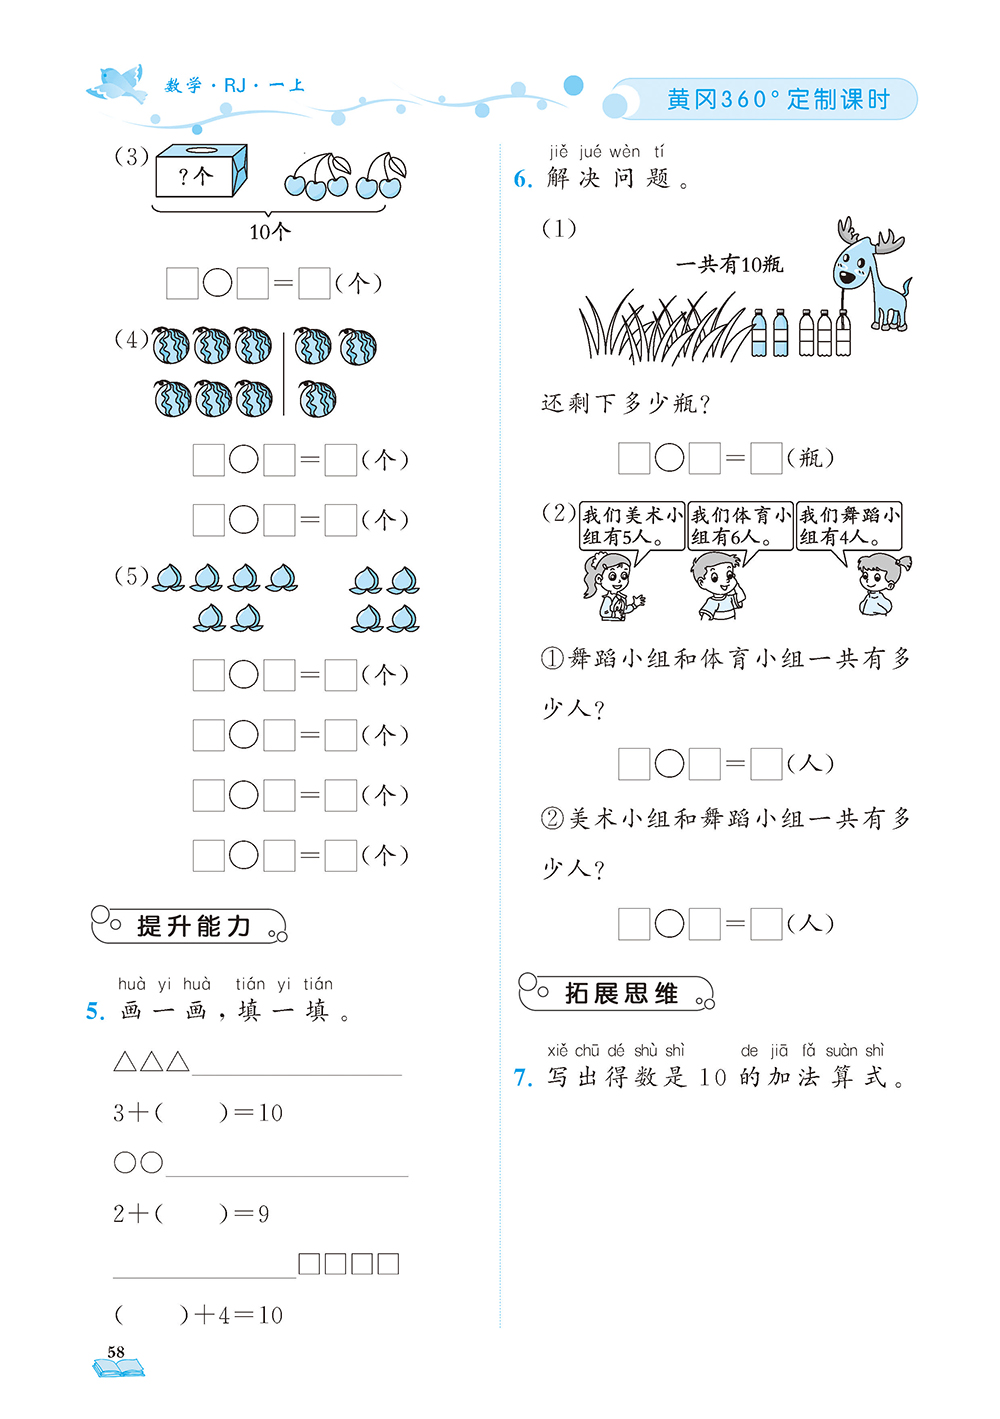 数学·RJ·一上
黄冈360°定制课时
(3)
?个
10个
□○□=□(个)
(4)
□○□=□(个)
□○□=□(个)
(5)
□○□=□(个)
□○□=□(个)
□○□=□(个)
□○□=□(个)
提升能力
huà yi huà tián yi tián
5. 画一画,填一填。
△△△
3+( )=10
○○
2+( )=9
□□□□
( )+4=10
58
jiě jué wèn tí
6. 解决问题。
(1)
一共有10瓶
还剩下多少瓶?
□○□=□(瓶)
(2)
我们美术小
组有5人。
我们体育小
组有6人。
我们舞蹈小
组有4人。
①舞蹈小组和体育小组一共有多
少人?
□○□=□(人)
②美术小组和舞蹈小组一共有多
少人?
□○□=□(人)
拓展思维
xiě chū dé shù shì de jiā fǎ suàn shì
7. 写出得数是10的加法算式。